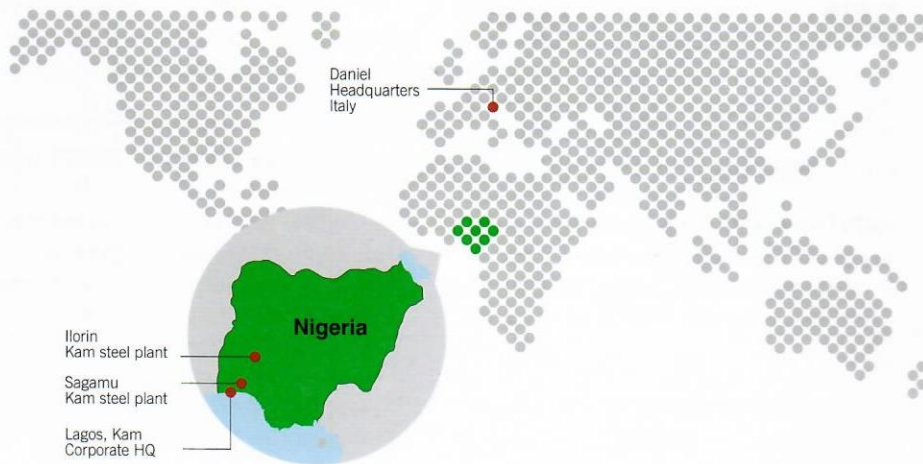 Daniel
Headquarters
Italy
Nigeria
Ilorin
Kam steel plant
Sagamu
Kam steel plant
Lagos, Kam
Corporate HQ